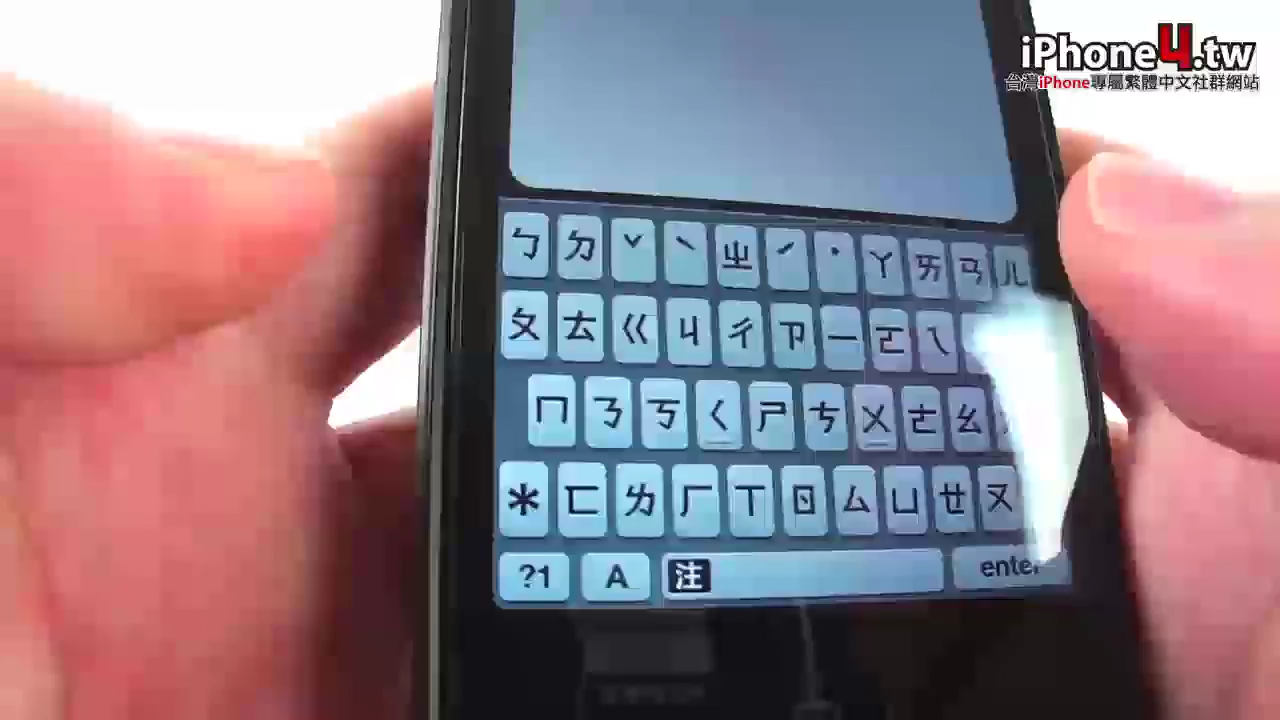 iPhone4.tw
台灣iPhone專屬繁體中文社群網站
ㄅ ㄉ ˇ ˋ ㄓ ˊ ˙ ㄚ ㄞ ㄢ ㄦ
ㄆ ㄊ ㄍ ㄐ ㄔ ㄗ ㄧ ㄛ ㄟ
ㄇ ㄋ ㄎ ㄑ ㄕ ㄘ ㄨ ㄜ ㄠ
* ㄈ ㄌ ㄏ ㄒ ㄖ ㄙ ㄩ ㄝ ㄡ
?1 A 注 enter